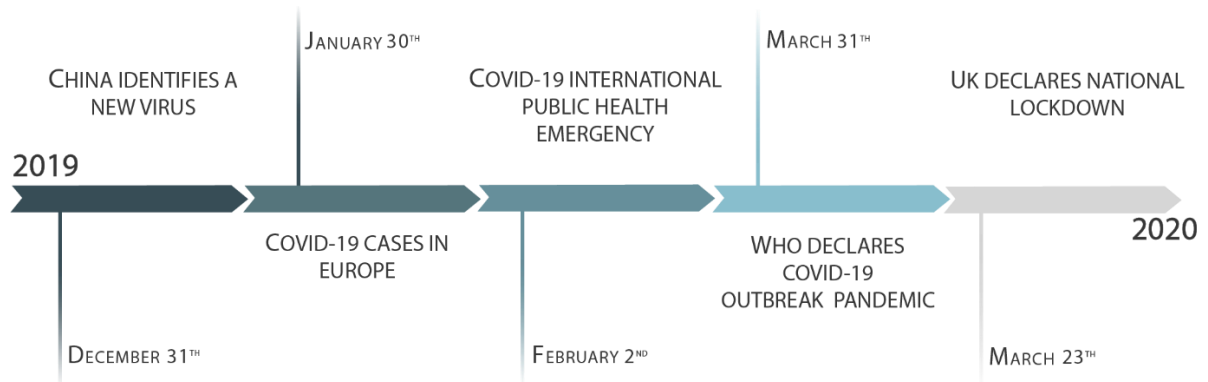 JANUARY 30TH
MARCH 31TH
CHINA IDENTIFIES A
NEW VIRUS
COVID-19 INTERNATIONAL
PUBLIC HEALTH
EMERGENCY
UK DECLARES NATIONAL
LOCKDOWN
2019
2020
COVID-19 CASES IN
EUROPE
WHO DECLARES
COVID-19
OUTBREAK PANDEMIC
DECEMBER 31TH
FEBRUARY 2ND
MARCH 23TH